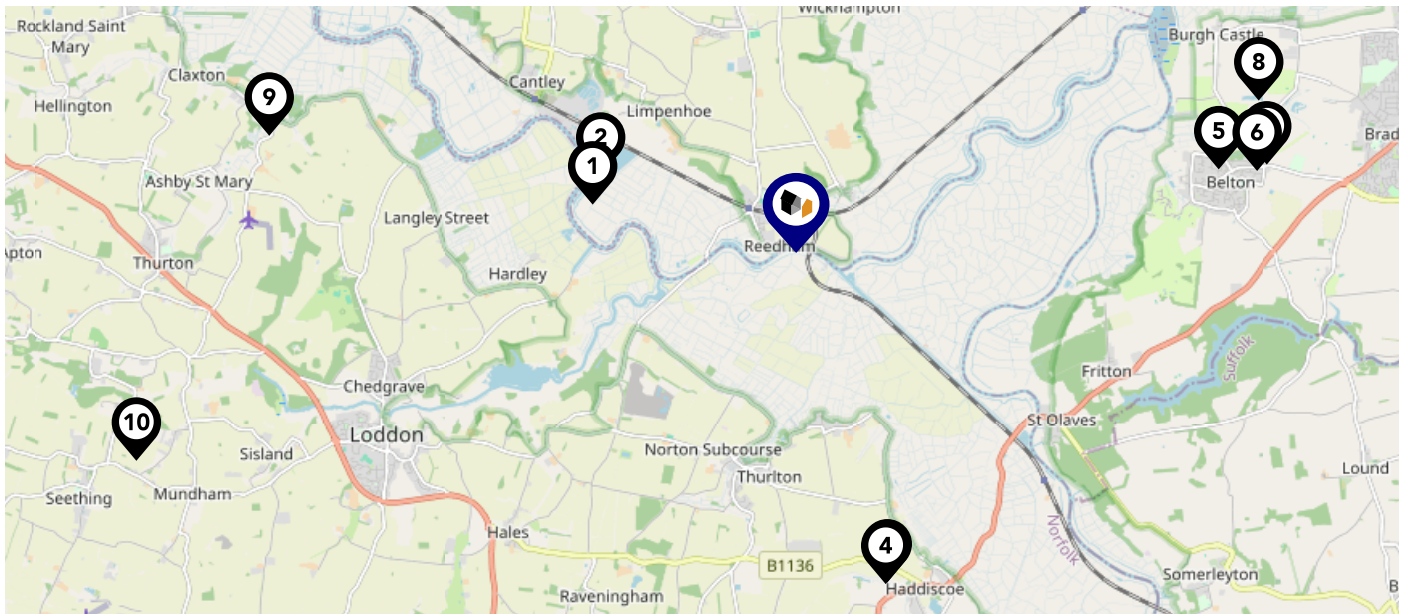 Wickhampton
Rockland Saint
Mary
Burgh Castle
Claxton
Cantley
8
9
Hellington
Limpenhoe
2
5
6
Brad
1
Ashby St Mary
Belton
Langley Street
Reedham
Apton
Thurton
Hardley
Suffolk
Fritton
Chedgrave
10
St Olaves
Loddon
Sisland
Norton Subcourse
Lound
Thurlton
Seething
Mundham
Hales
Norfolk
4
B1136
Somerleyton
Haddiscoe
Raveningham
B